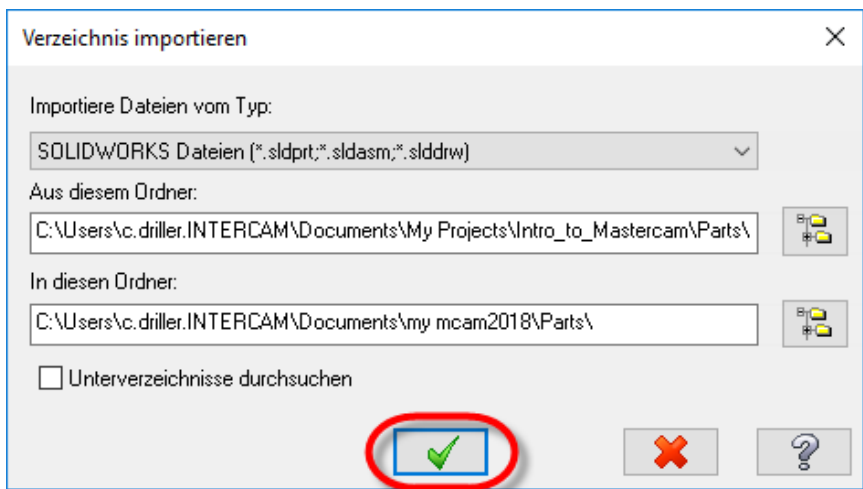 Verzeichnis importieren
Importiere Dateien vom Typ:
SOLIDWORKS Dateien (*.sldprt;*.sldasm;*.slddrw)
Aus diesem Ordner:
C:\Users\c.driller.INTERCAM\Documents\My Projects\Intro_to_Mastercam\Parts\
In diesen Ordner:
C:\Users\c.driller.INTERCAM\Documents\my mcam2018\Parts\
Unterverzeichnisse durchsuchen